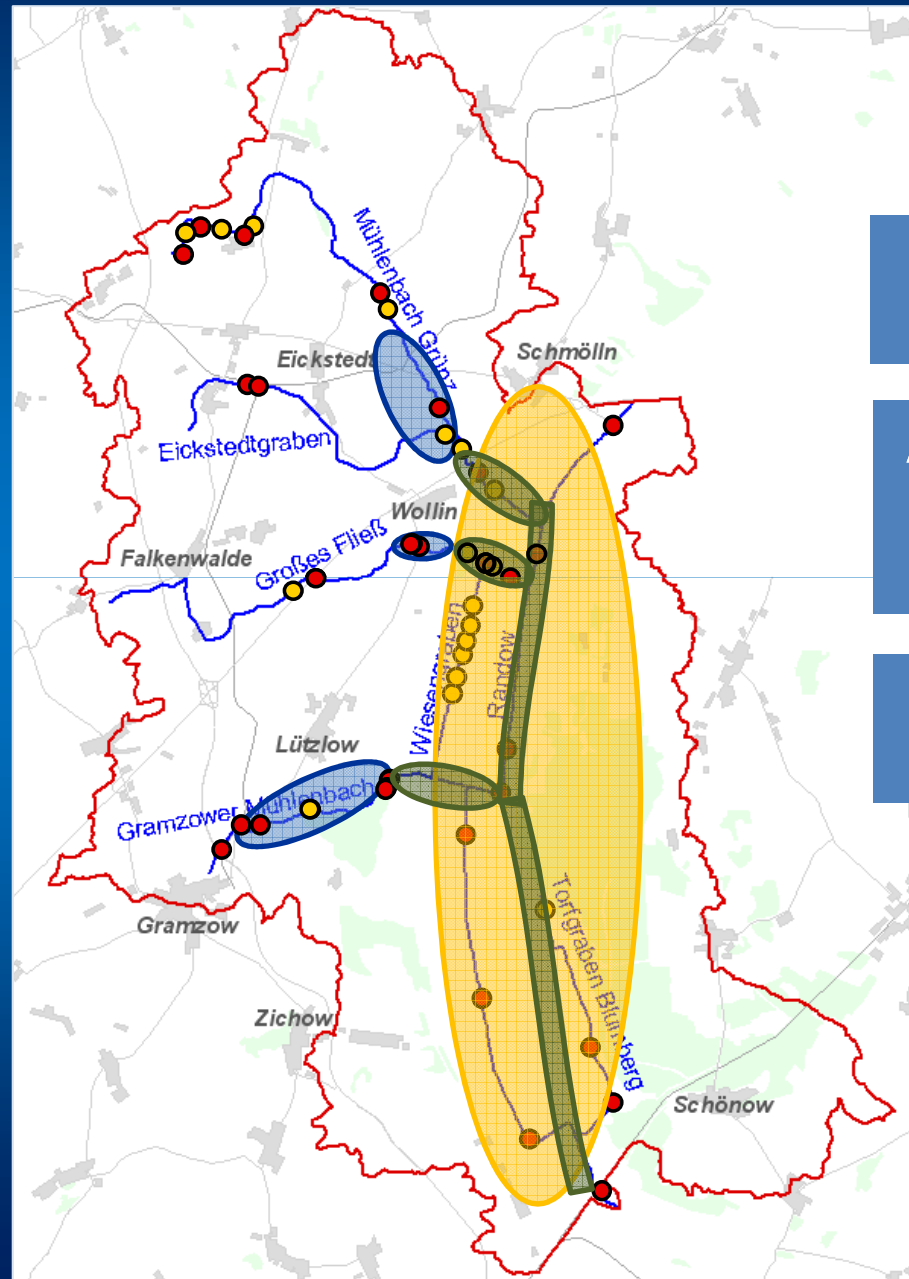 Mühlenbach Grünz
Eickstedt
Schmölln
Eickstedtgraben
Wollin
Falkenwalde
Großes Fließ
Wiesengraben
Randow
Lützlow
Gramzower Mühlenbach
Torfgraben Blumberg
Gramzow
Zichow
Schönow
A